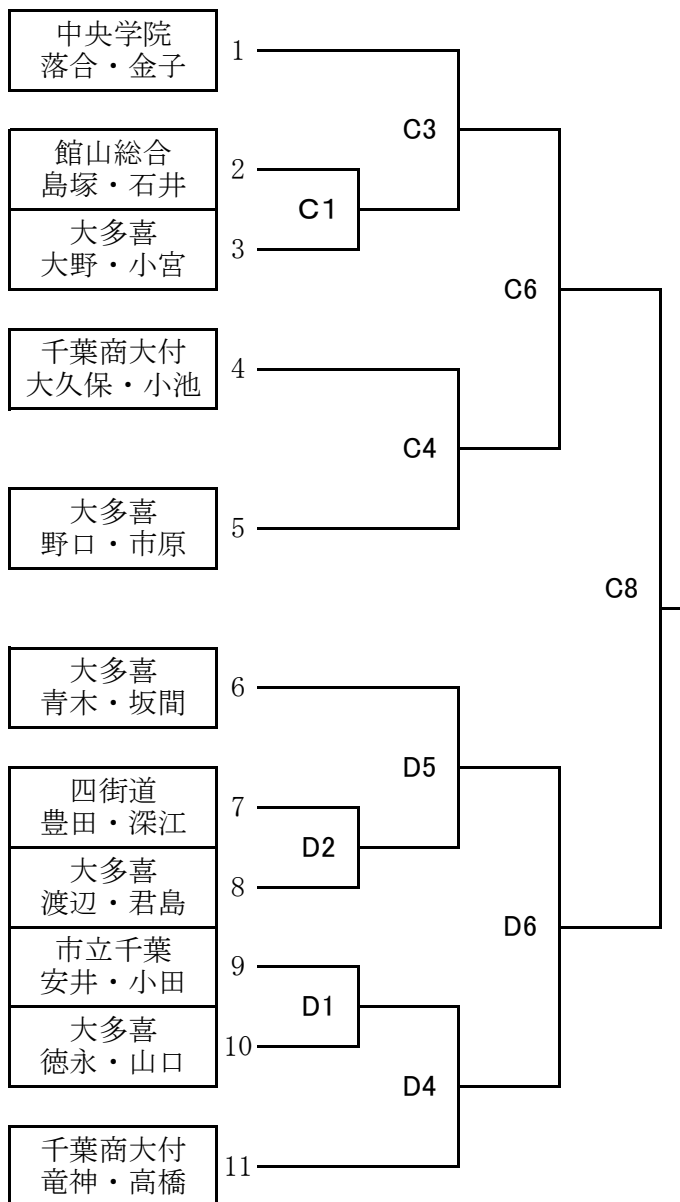 中央学院
落合・金子
1
C3
館山総合
島塚・石井
2
C1
大多喜
大野・小宮
3
C6
千葉商大付
大久保・小池
4
C4
大多喜
野口・市原
5
C8
大多喜
青木・坂間
6
D5
四街道
豊田・深江
7
D2
大多喜
渡辺・君島
8
D6
市立千葉
安井・小田
9
D1
大多喜
徳永・山口
10
D4
千葉商大付
竜神・高橋
11